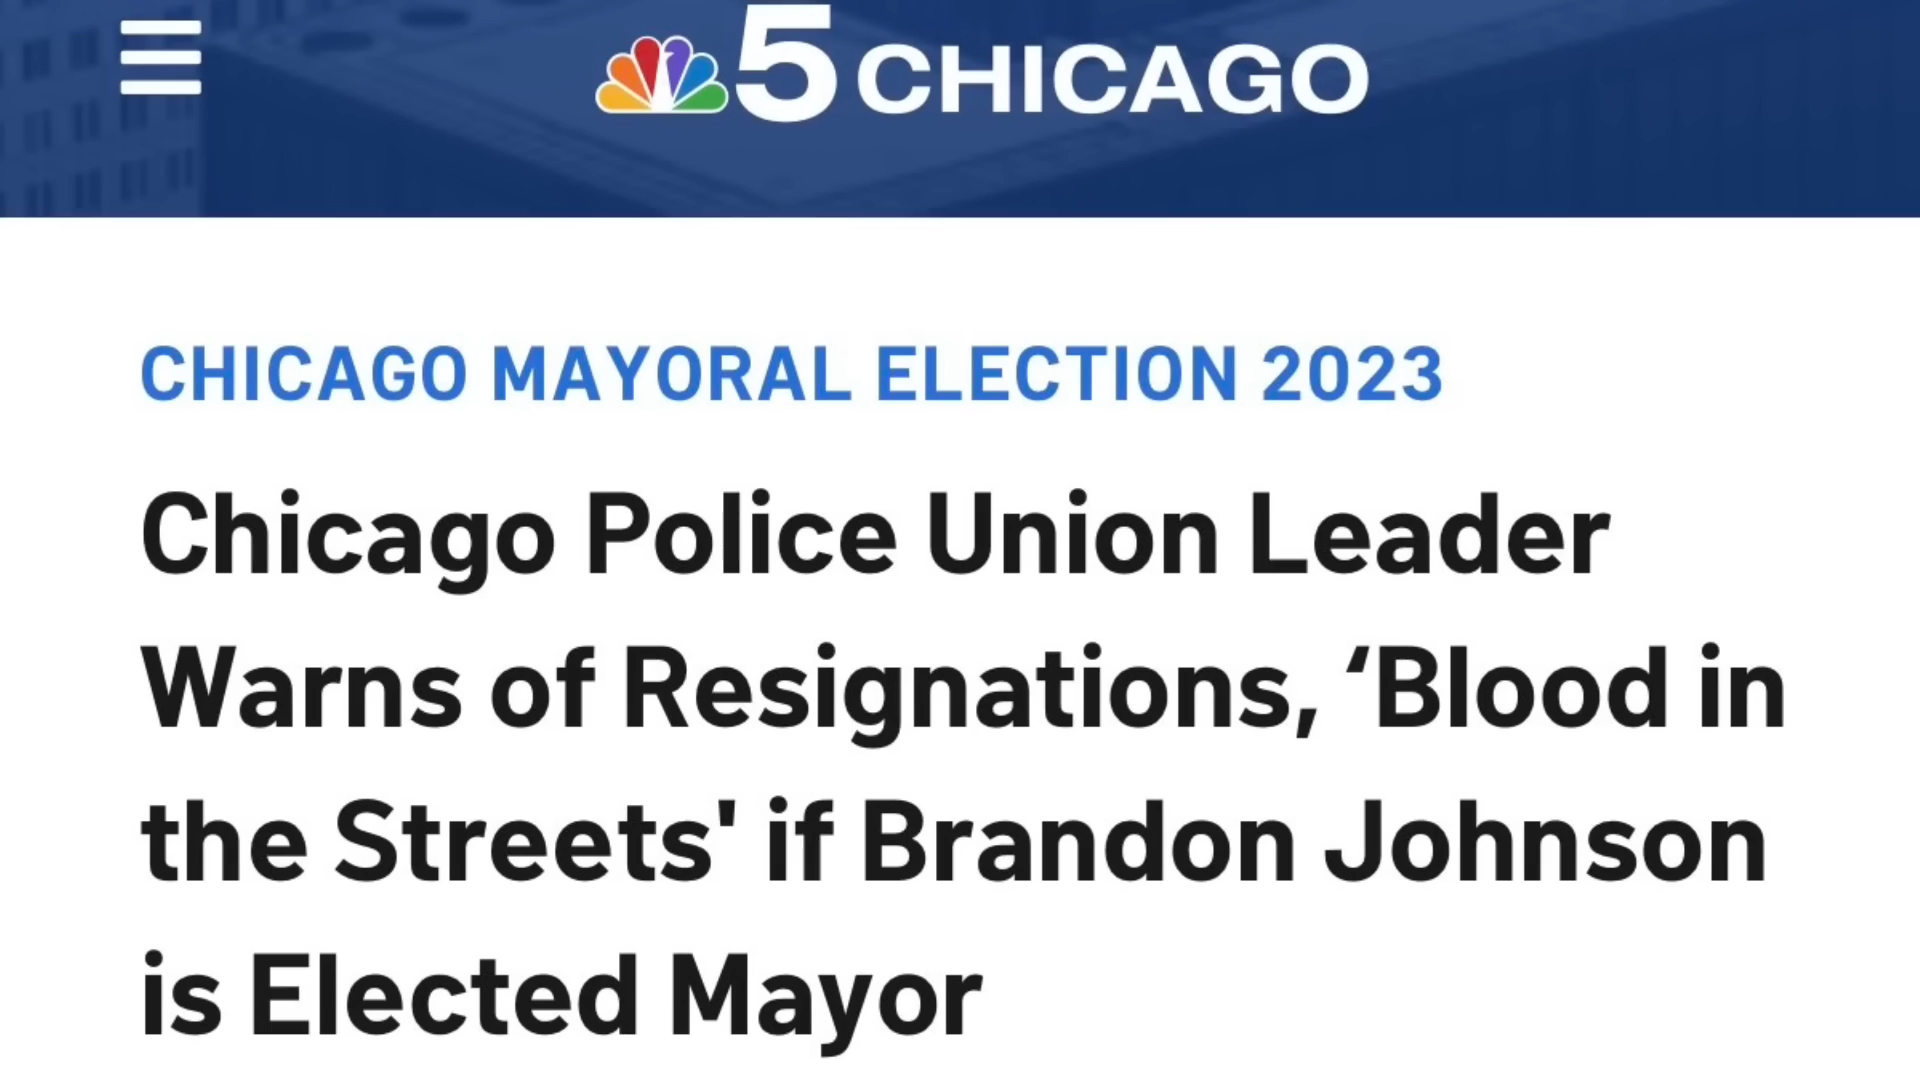 5 CHICAGO
CHICAGO MAYORAL ELECTION 2023
Chicago Police Union Leader
Warns of Resignations, ‘Blood in
the Streets' if Brandon Johnson
is Elected Mayor